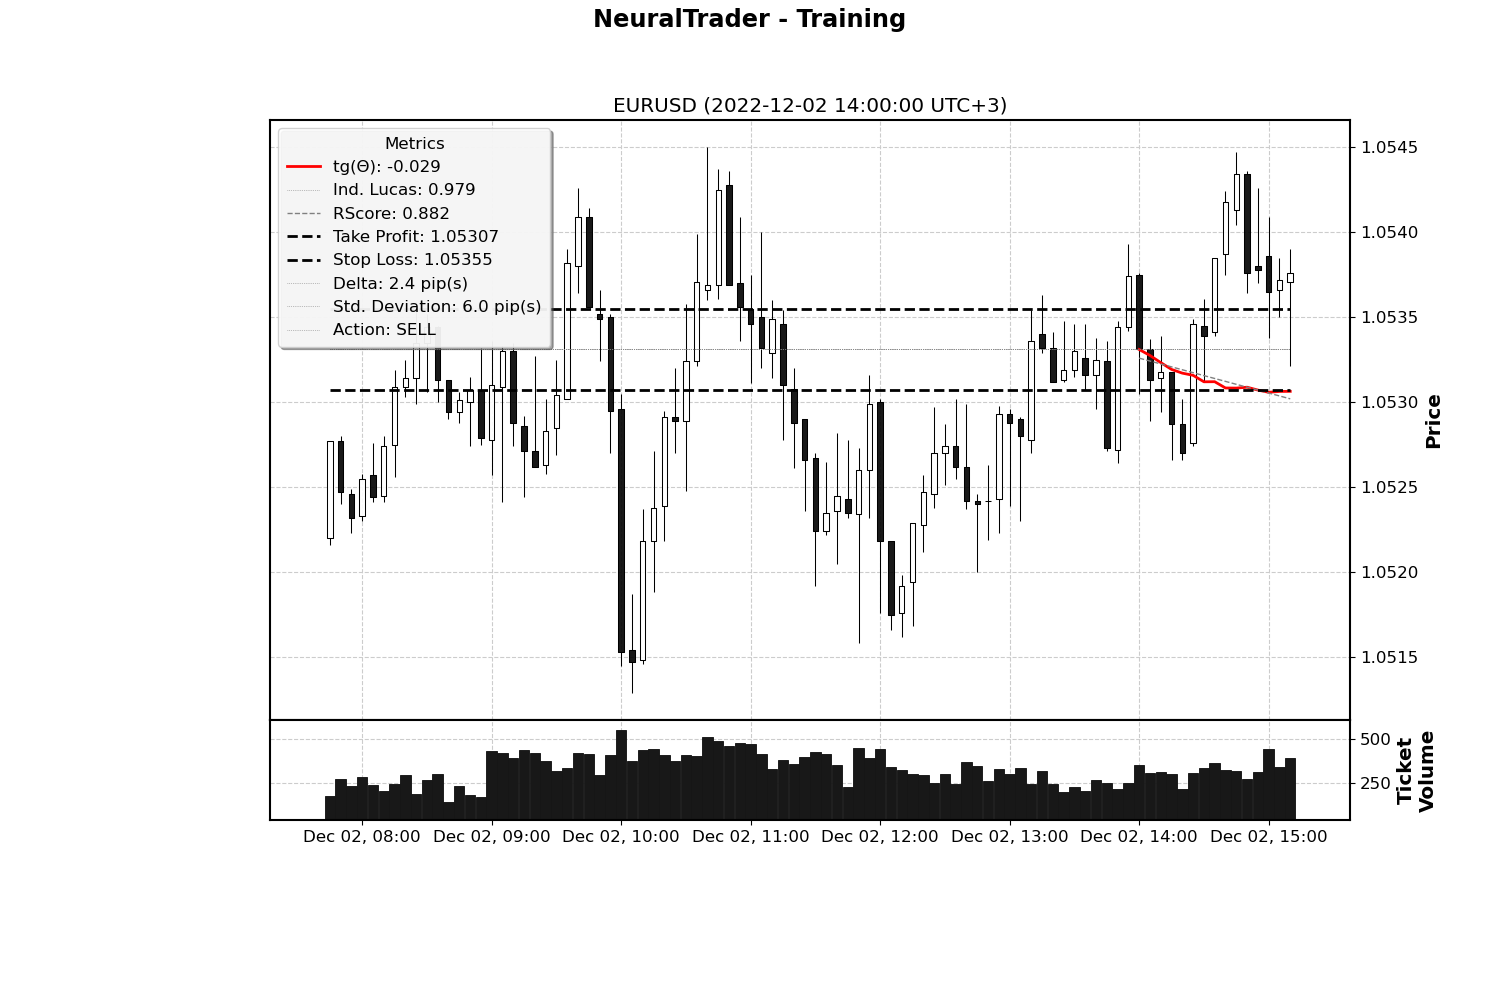 NeuralTrader - Training
EURUSD (2022-12-02 14:00:00 UTC+3)
Metrics
tg(Θ): -0.029
Ind. Lucas: 0.979
RScore: 0.882
Take Profit: 1.05307
Stop Loss: 1.05355
Delta: 2.4 pip(s)
Std. Deviation: 6.0 pip(s)
Action: SELL
1.0545
1.0540
1.0535
1.0530
1.0525
1.0520
1.0515
Price
500
250
Ticket
Volume
Dec 02, 08:00
Dec 02, 09:00
Dec 02, 10:00
Dec 02, 11:00
Dec 02, 12:00
Dec 02, 13:00
Dec 02, 14:00
Dec 02, 15:00